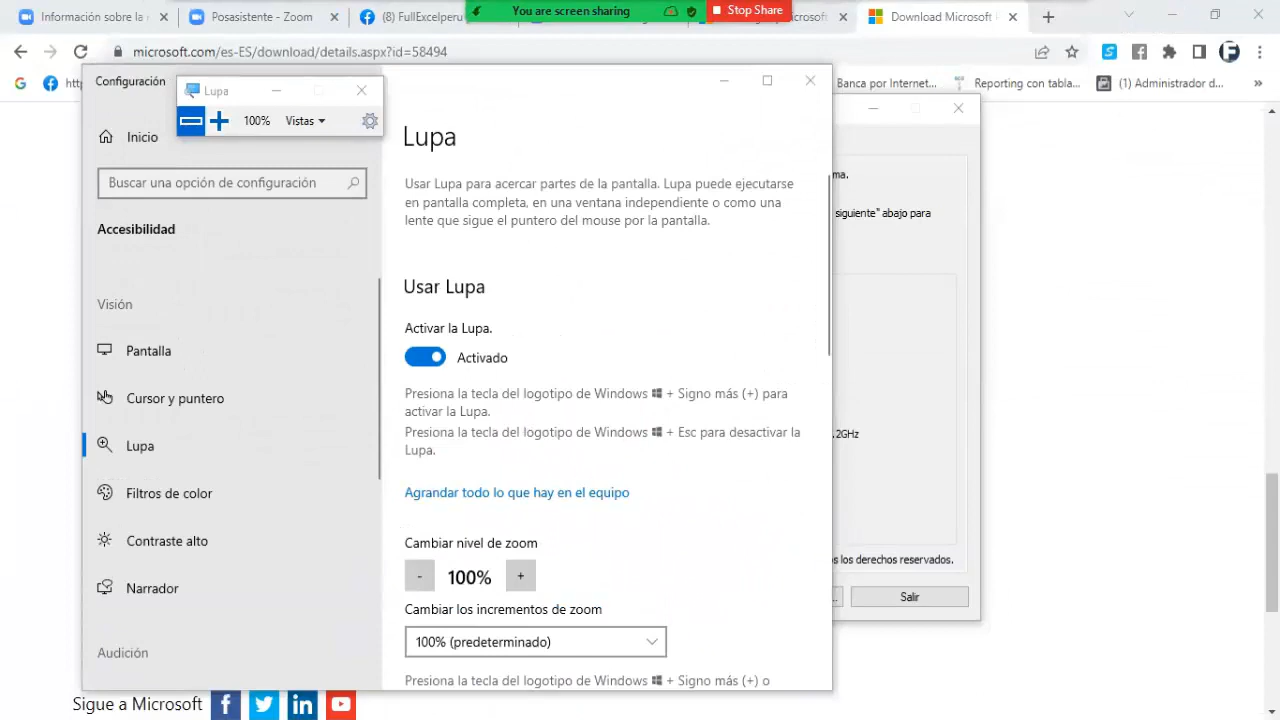 Información sobre la
Posasistente - Zoom
(8) FullExcelperu
You are screen sharing
Stop Share
Microsoft
Download Microsoft
microsoft.com/es-ES/download/details.aspx?id=58494
G
Banca por Internet...
Reporting con tabla...
(1) Administrador d...
»
Configuración
Lupa
100%
Vistas
Inicio
Buscar una opción de configuración
Accesibilidad
Visión
Pantalla
Cursor y puntero
Lupa
Filtros de color
Contraste alto
Narrador
Audición
Lupa
Usar Lupa para acercar partes de la pantalla. Lupa puede ejecutarse
en pantalla completa, en una ventana independiente o como una
lente que sigue el puntero del mouse por la pantalla.
Usar Lupa
Activar la Lupa.
Activado
Presiona la tecla del logotipo de Windows + Signo más (+) para
activar la Lupa.
Presiona la tecla del logotipo de Windows + Esc para desactivar la
Lupa.
Agrandar todo lo que hay en el equipo
Cambiar nivel de zoom
- 100% +
Cambiar los incrementos de zoom
100% (predeterminado)
Presiona la tecla del logotipo de Windows + Signo más (+) o
ma.
siguiente" abajo para
.2GHz
s los derechos reservados.
Salir
Sigue a Microsoft